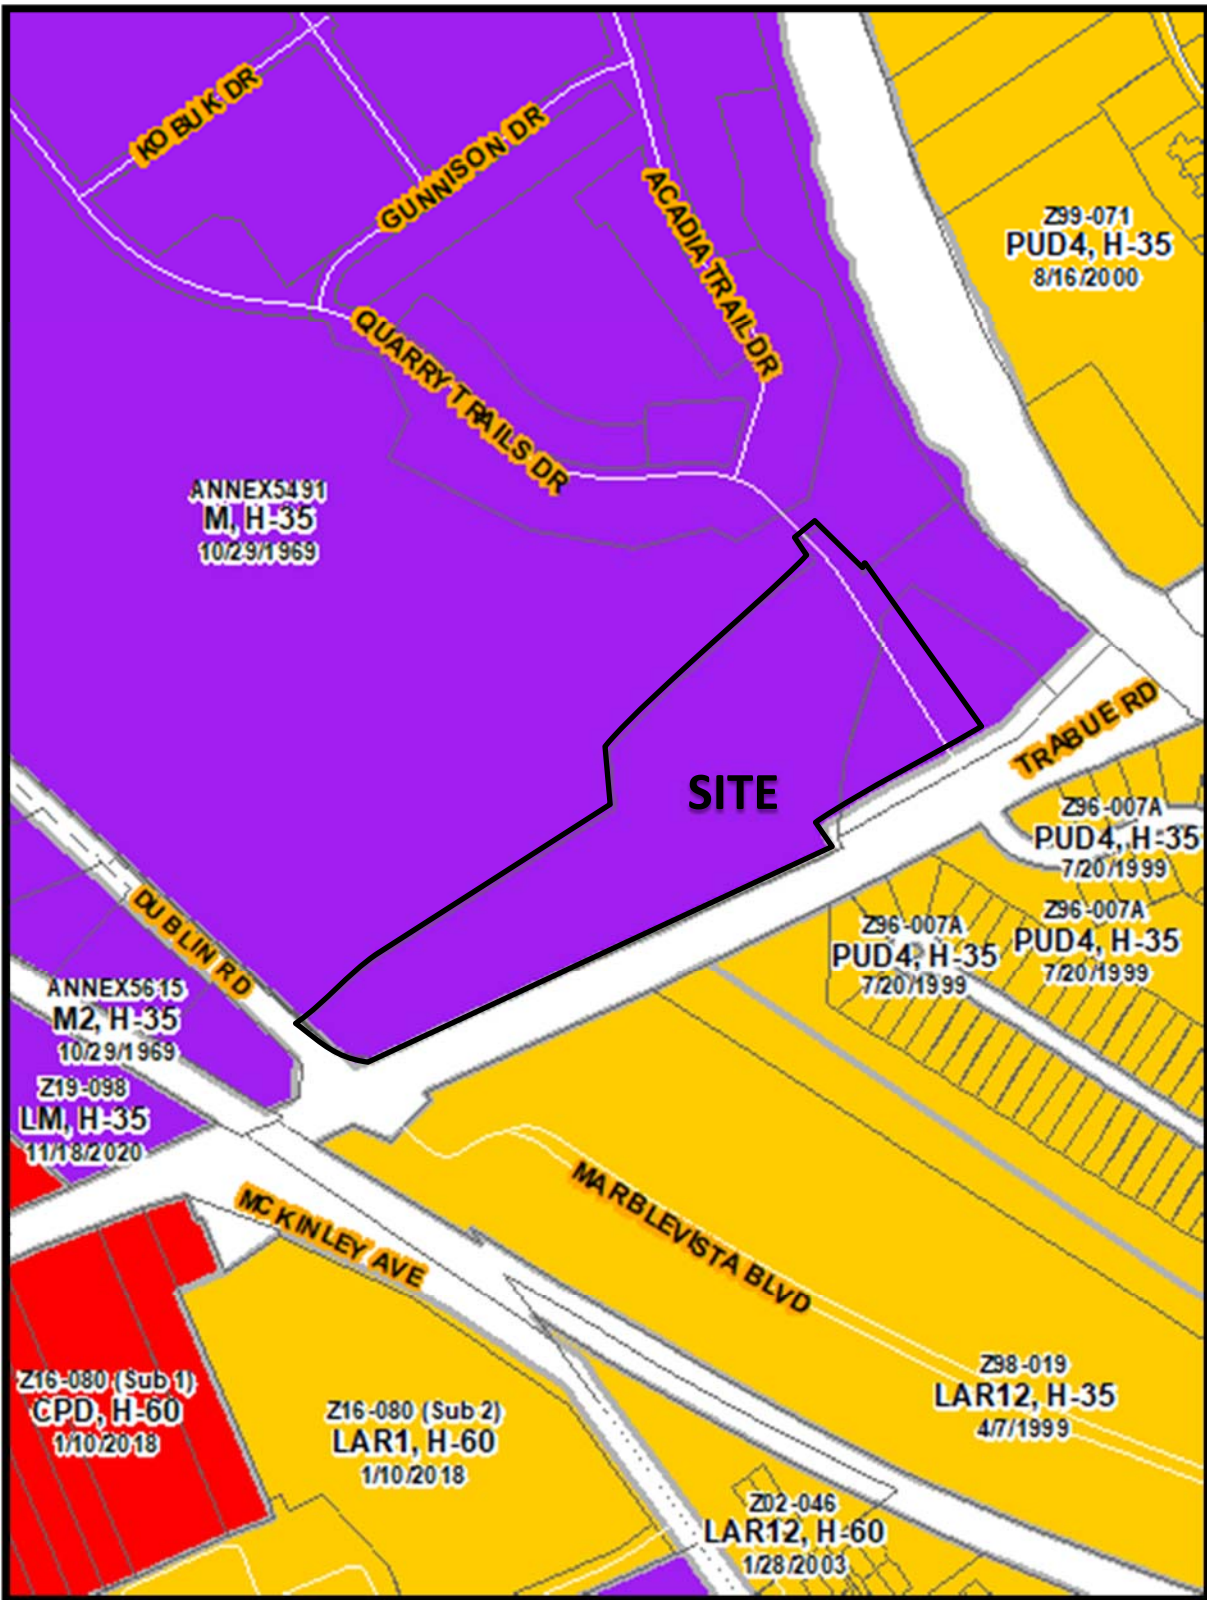 KOBUK DR
GUNNISON DR
ACADIA TRAIL DR
QUARRY TRAILS DR
Z99-071
PUD4, H-35
8/16/2000
ANNEX5491
M, H-35
10/29/1969
SITE
TRABUE RD
Z96-007A
PUD4, H-35
7/20/1999
Z96-007A
PUD4, H-35
7/20/1999
Z96-007A
PUD4, H-35
7/20/1999
DUBLIN RD
ANNEX5615
M2, H-35
10/29/1969
Z19-098
LM, H-35
11/18/2020
MCKINLEY AVE
MARBLEVISTA BLVD
Z16-080 (Sub 1)
CPD, H-60
1/10/2018
Z16-080 (Sub 2)
LAR1, H-60
1/10/2018
Z98-019
LAR12, H-35
4/7/1999
Z02-046
LAR12, H-60
1/28/2003